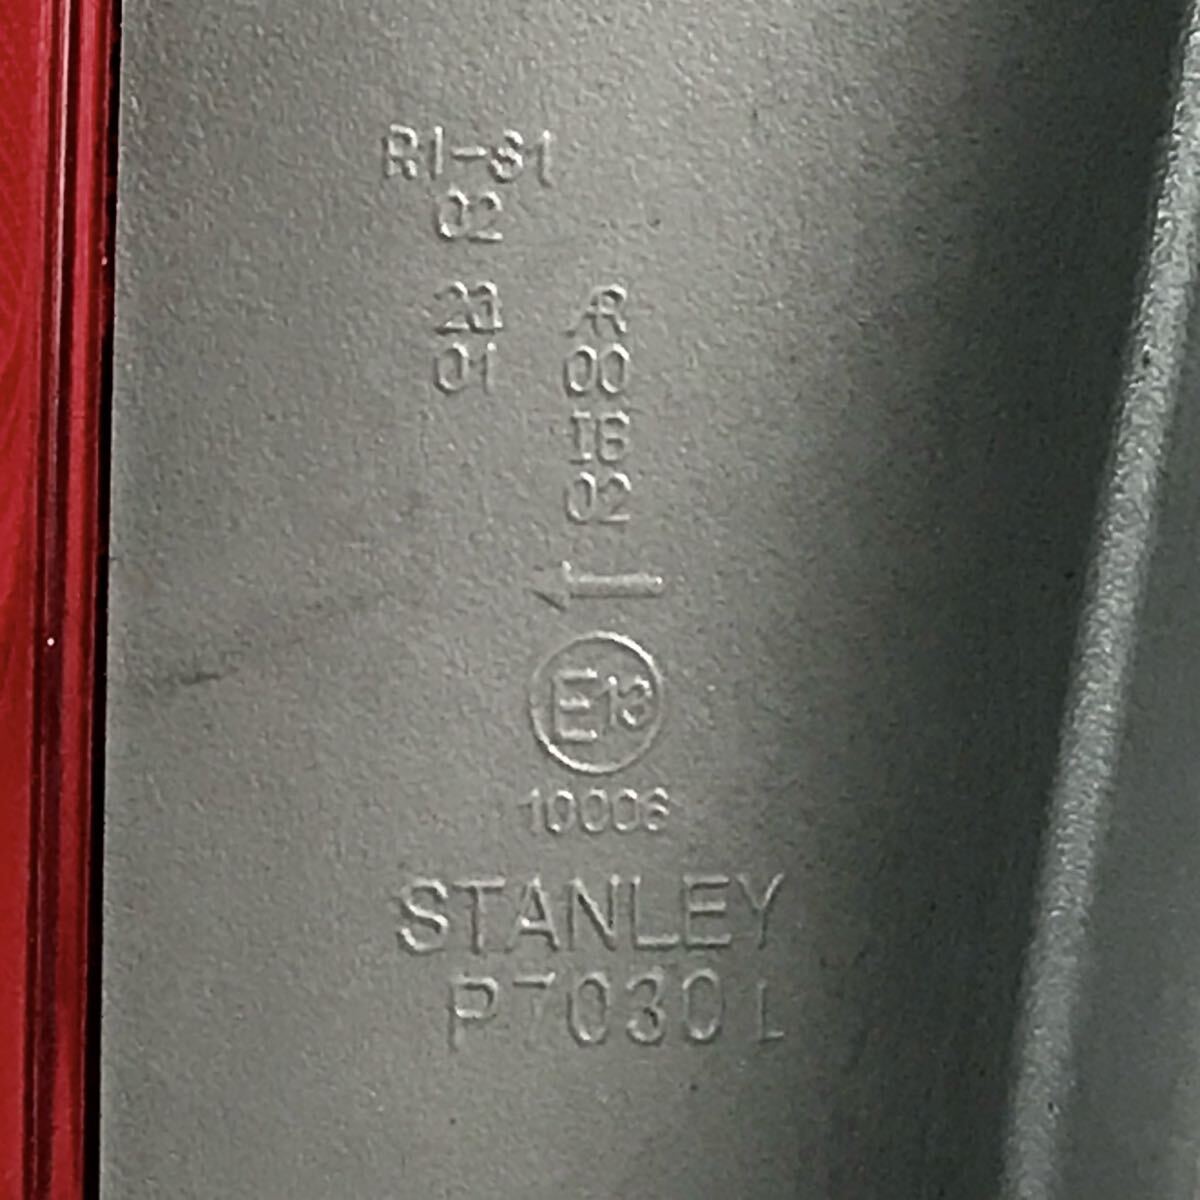 R1-S1
02
2a AR
01 00
IB
02
E13
10006
STANLEY
P7030L